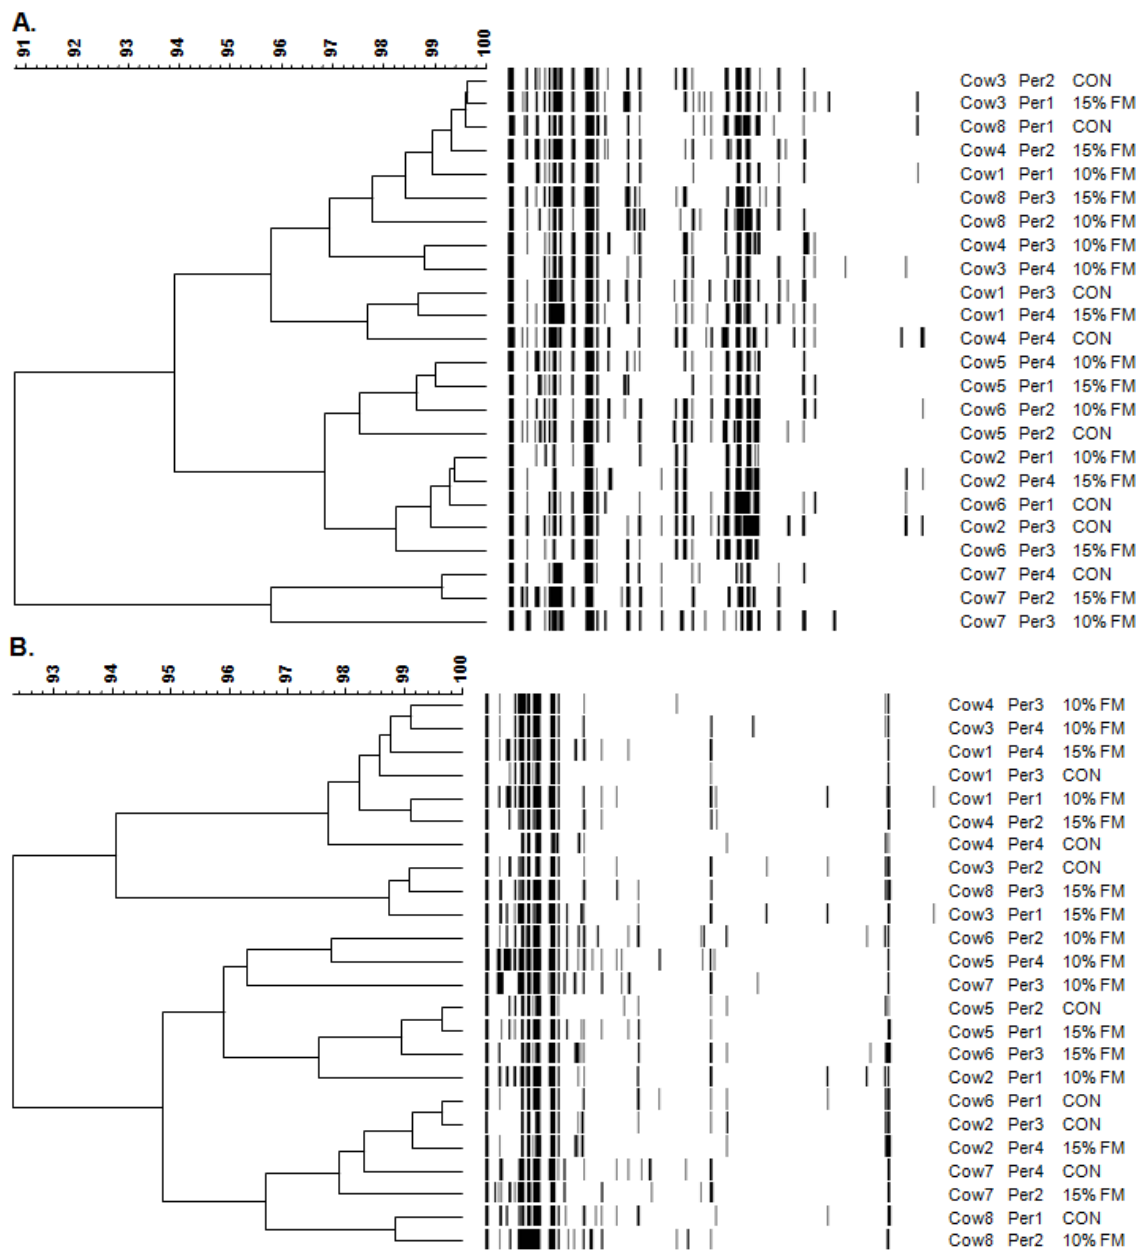 A.
91 92 93 94 95 96 97 98 99 100
Cow3 Per2 CON
Cow3 Per1 15% FM
Cow8 Per1 CON
Cow4 Per2 15% FM
Cow1 Per1 10% FM
Cow8 Per3 15% FM
Cow8 Per2 10% FM
Cow4 Per3 10% FM
Cow3 Per4 10% FM
Cow1 Per3 CON
Cow1 Per4 15% FM
Cow4 Per4 CON
Cow5 Per4 10% FM
Cow5 Per1 15% FM
Cow6 Per2 10% FM
Cow5 Per2 CON
Cow2 Per1 10% FM
Cow2 Per4 15% FM
Cow6 Per1 CON
Cow2 Per3 CON
Cow6 Per3 15% FM
Cow7 Per4 CON
Cow7 Per2 15% FM
Cow7 Per3 10% FM
B.
93 94 95 96 97 98 99 100
Cow4 Per3 10% FM
Cow3 Per4 10% FM
Cow1 Per4 15% FM
Cow1 Per3 CON
Cow1 Per1 10% FM
Cow4 Per2 15% FM
Cow4 Per4 CON
Cow3 Per2 CON
Cow8 Per3 15% FM
Cow3 Per1 15% FM
Cow6 Per2 10% FM
Cow5 Per4 10% FM
Cow7 Per3 10% FM
Cow5 Per2 CON
Cow5 Per1 15% FM
Cow6 Per3 15% FM
Cow2 Per1 10% FM
Cow6 Per1 CON
Cow2 Per3 CON
Cow2 Per4 15% FM
Cow7 Per4 CON
Cow7 Per2 15% FM
Cow8 Per1 CON
Cow8 Per2 10% FM